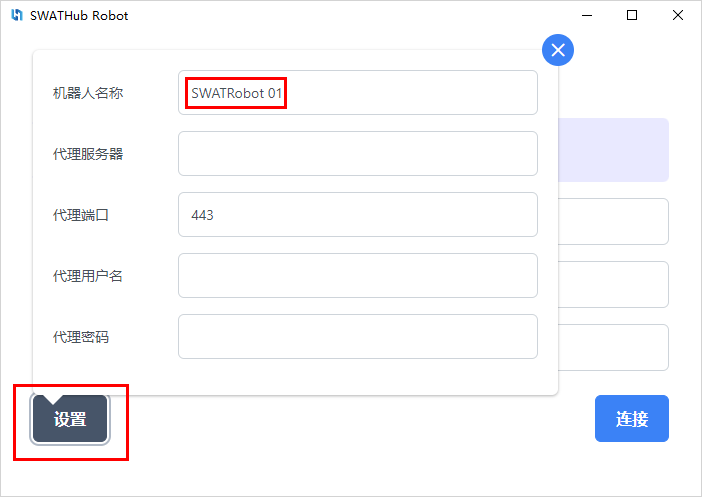 SWATHub Robot
机器人名称
SWATRobot 01
代理服务器
代理端口
443
代理用户名
代理密码
设置
连接